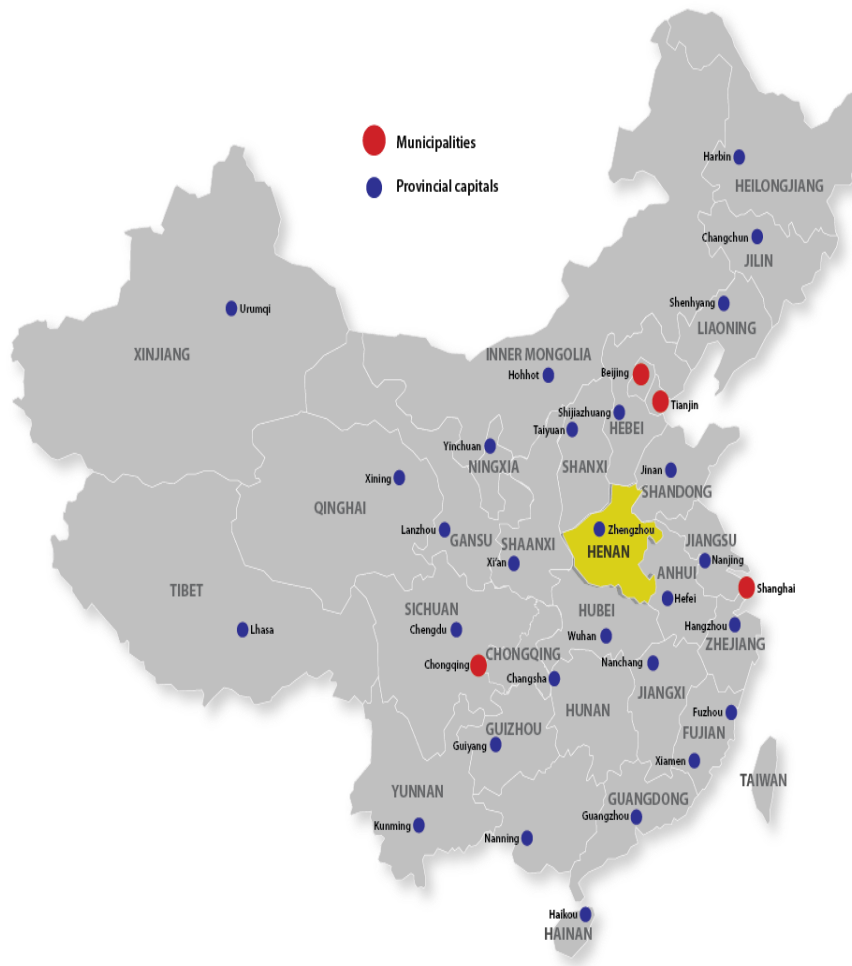 Municipalities
Provincial capitals
Harbin
HEILONGJIANG
Changchun
JILIN
Shenhyang
LIAONING
Urumqi
XINJIANG
INNER MONGOLIA
Hohhot
Beijing
Tianjin
Shijiazhuang
HEBEI
Taiyuan
Yinchuan
NINGXIA
SHANXI
Jinan
SHANDONG
Xining
QINGHAI
Lanzhou
GANSU
SHAANXI
Xi'an
Zhengzhou
HENAN
JIANGSU
Nanjing
ANHUI
Hefei
Shanghai
TIBET
Lhasa
SICHUAN
Chengdu
HUBEI
Wuhan
Hangzhou
ZHEJIANG
Chongqing
CHONGQING
Changsha
Nanchang
JIANGXI
HUNAN
Fuzhou
FUJIAN
GUIZHOU
Guiyang
Xiamen
TAIWAN
YUNNAN
Kunming
GUANGDONG
Guangzhou
Nanning
Haikou
HAINAN